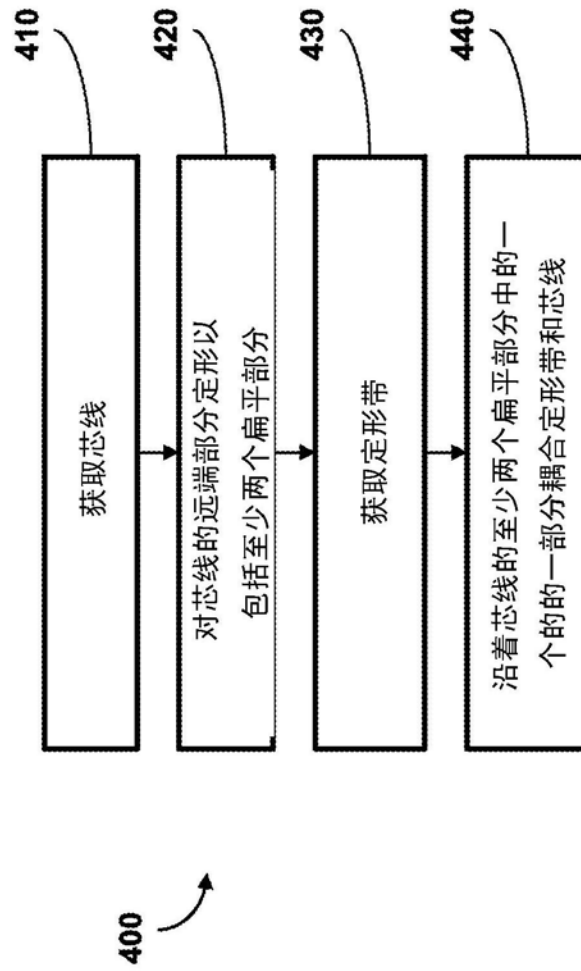 400
410
获取芯线
420
对芯线的远端部分定形以
包括至少两个扁平部分
430
获取定形带
440
沿着芯线的至少两个扁平部分中的一
个的的一部分耦合定形带和芯线